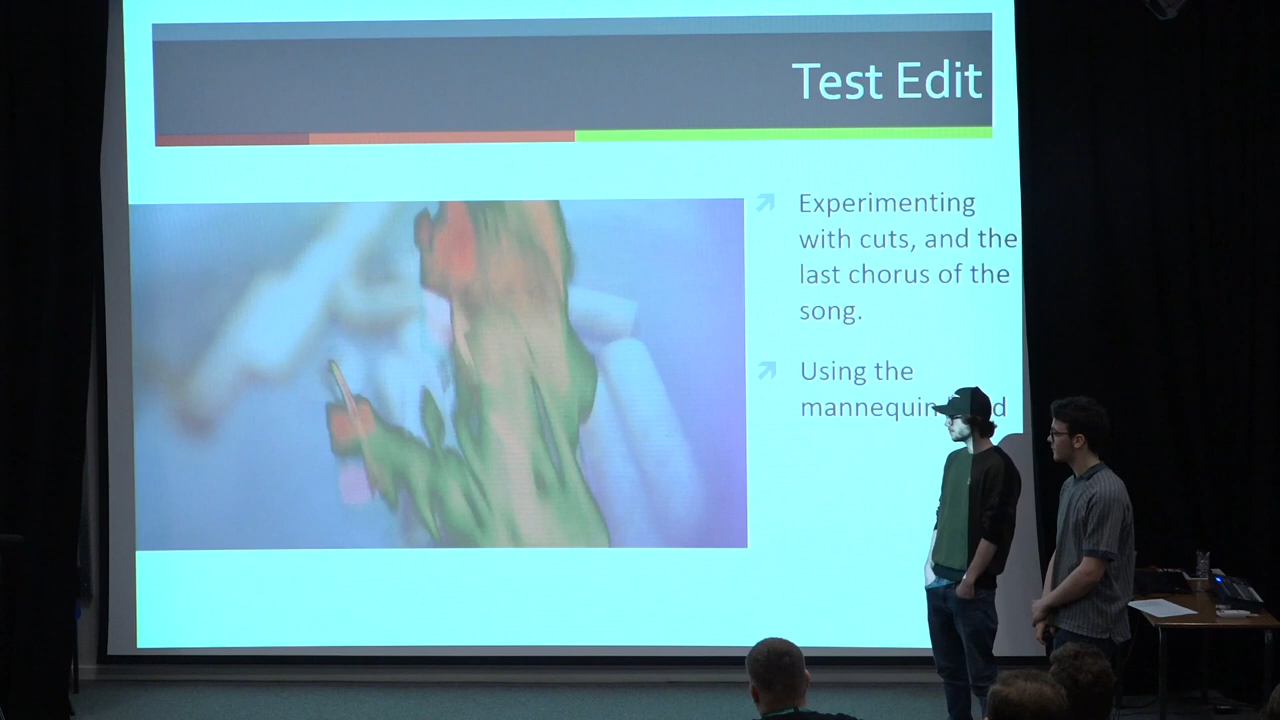 Test Edit
Experimenting
with cuts, and the
last chorus of the
song.
Using the
mannequin